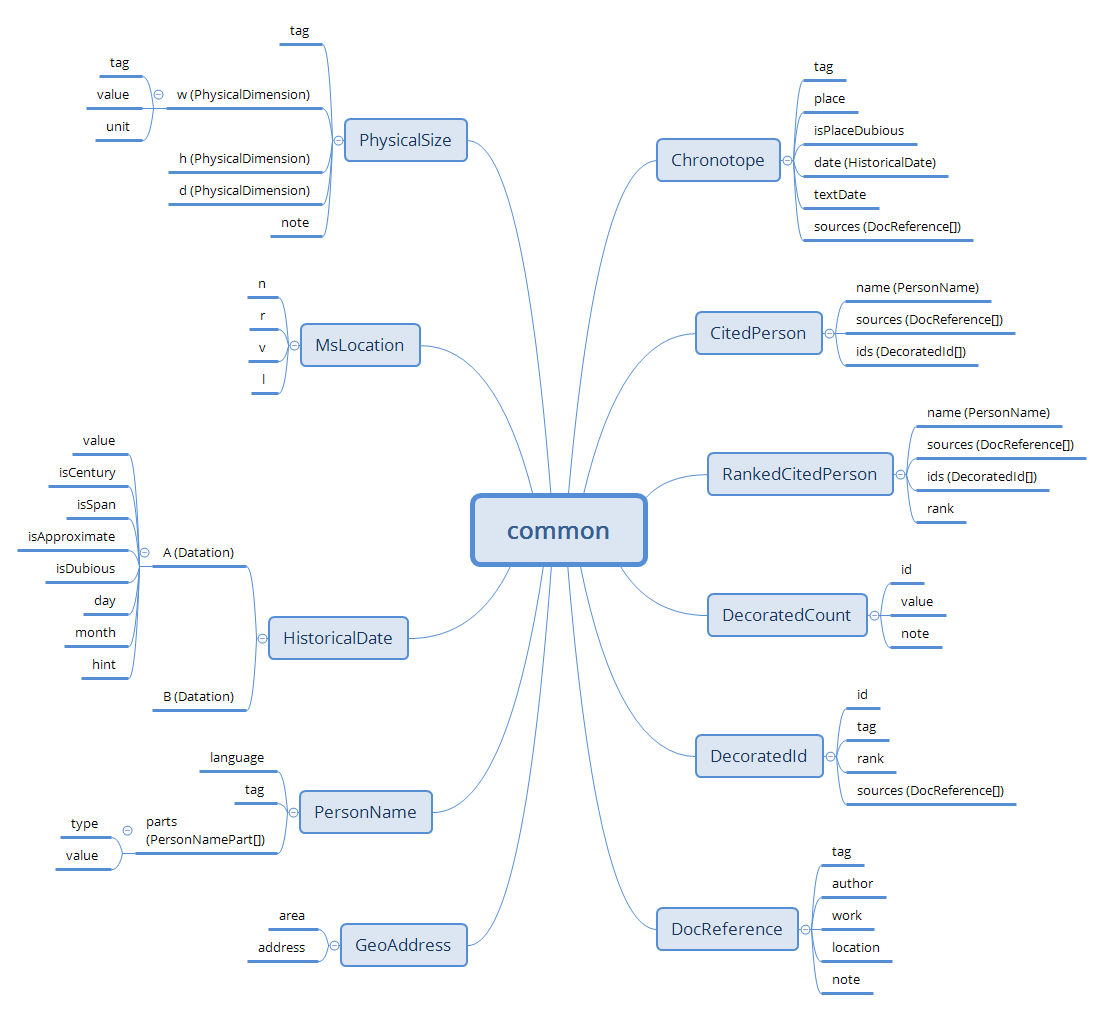 common
PhysicalSize
tag
w (PhysicalDimension)
tag
value
unit
h (PhysicalDimension)
d (PhysicalDimension)
note
MsLocation
n
r
v
l
HistoricalDate
A (Datation)
value
isCentury
isSpan
isApproximate
isDubious
day
month
hint
B (Datation)
PersonName
language
tag
parts
(PersonNamePart[])
type
value
GeoAddress
area
address
Chronotope
tag
place
isPlaceDubious
date (HistoricalDate)
textDate
sources (DocReference[])
CitedPerson
name (PersonName)
sources (DocReference[])
ids (DecoratedId[])
RankedCitedPerson
name (PersonName)
sources (DocReference[])
ids (DecoratedId[])
rank
DecoratedCount
id
value
note
DecoratedId
id
tag
rank
sources (DocReference[])
DocReference
tag
author
work
location
note